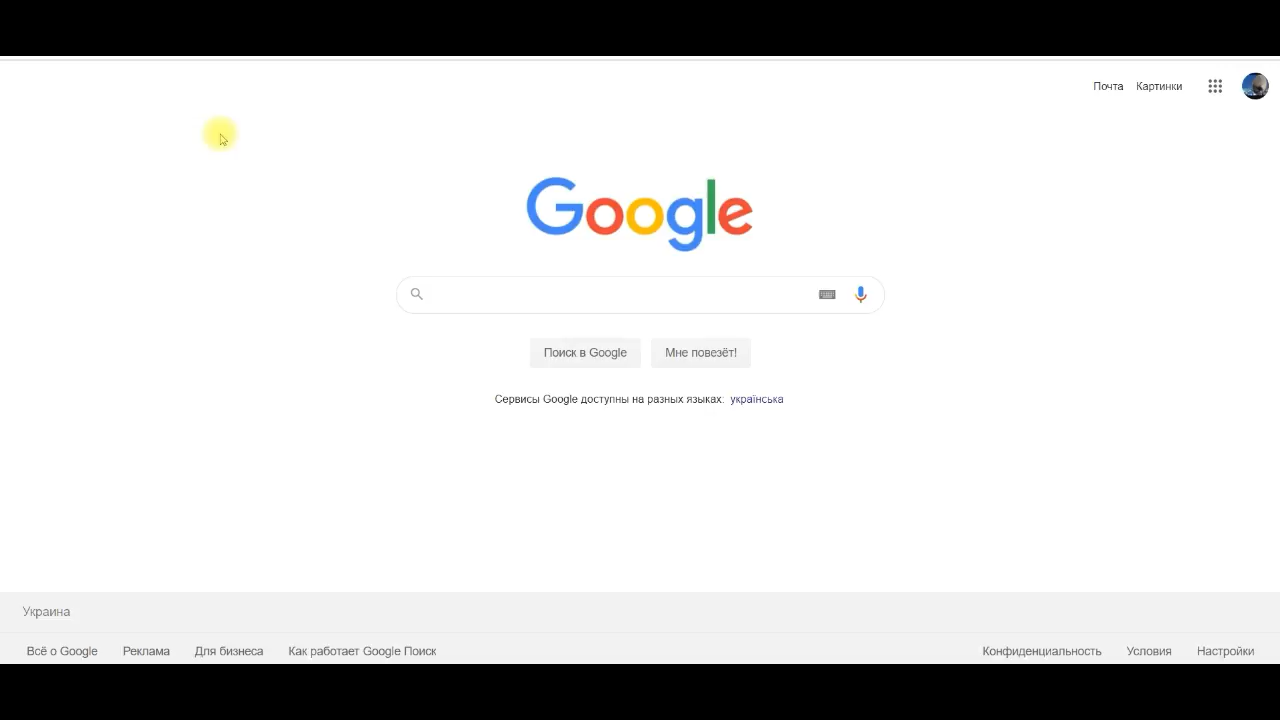 Почта Картинки
Google
Поиск в Google Мне повезёт!
Сервисы Google доступны на разных языках: українська
Украина
Всё о Google Реклама Для бизнеса Как работает Google Поиск Конфиденциальность Условия Настройки